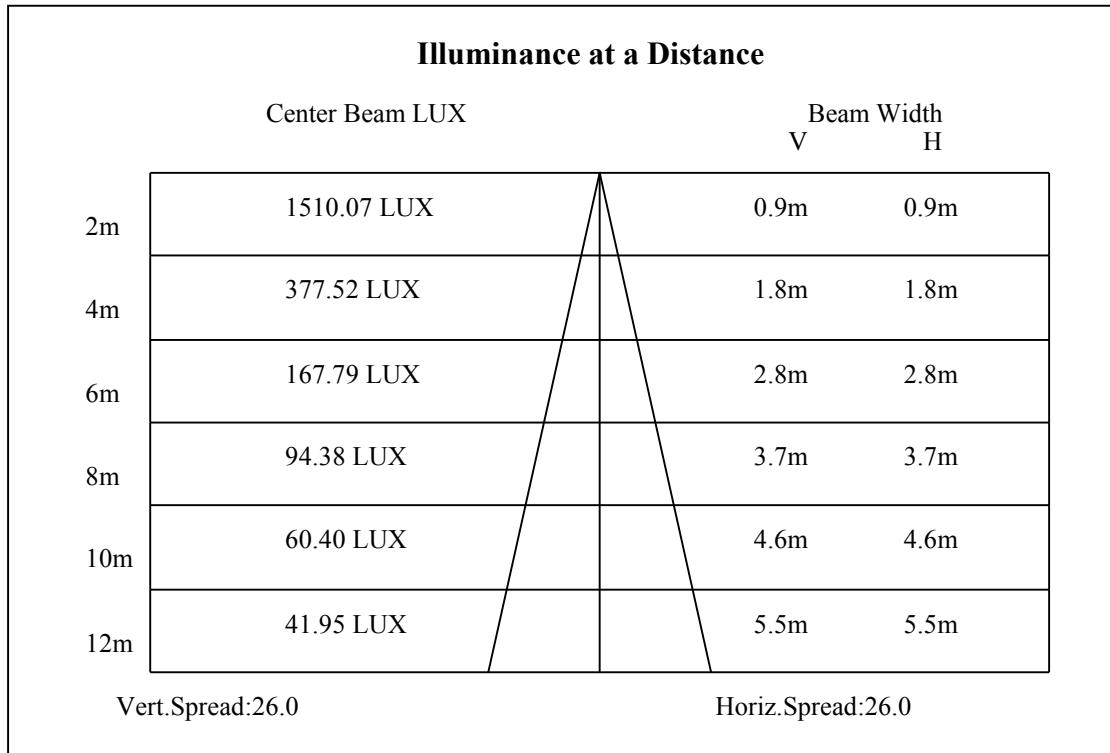 Illuminance at a Distance
Center Beam LUX Beam Width
V H
2m 1510.07 LUX 0.9m 0.9m
4m 377.52 LUX 1.8m 1.8m
6m 167.79 LUX 2.8m 2.8m
8m 94.38 LUX 3.7m 3.7m
10m 60.40 LUX 4.6m 4.6m
12m 41.95 LUX 5.5m 5.5m
Vert.Spread:26.0 Horiz.Spread:26.0